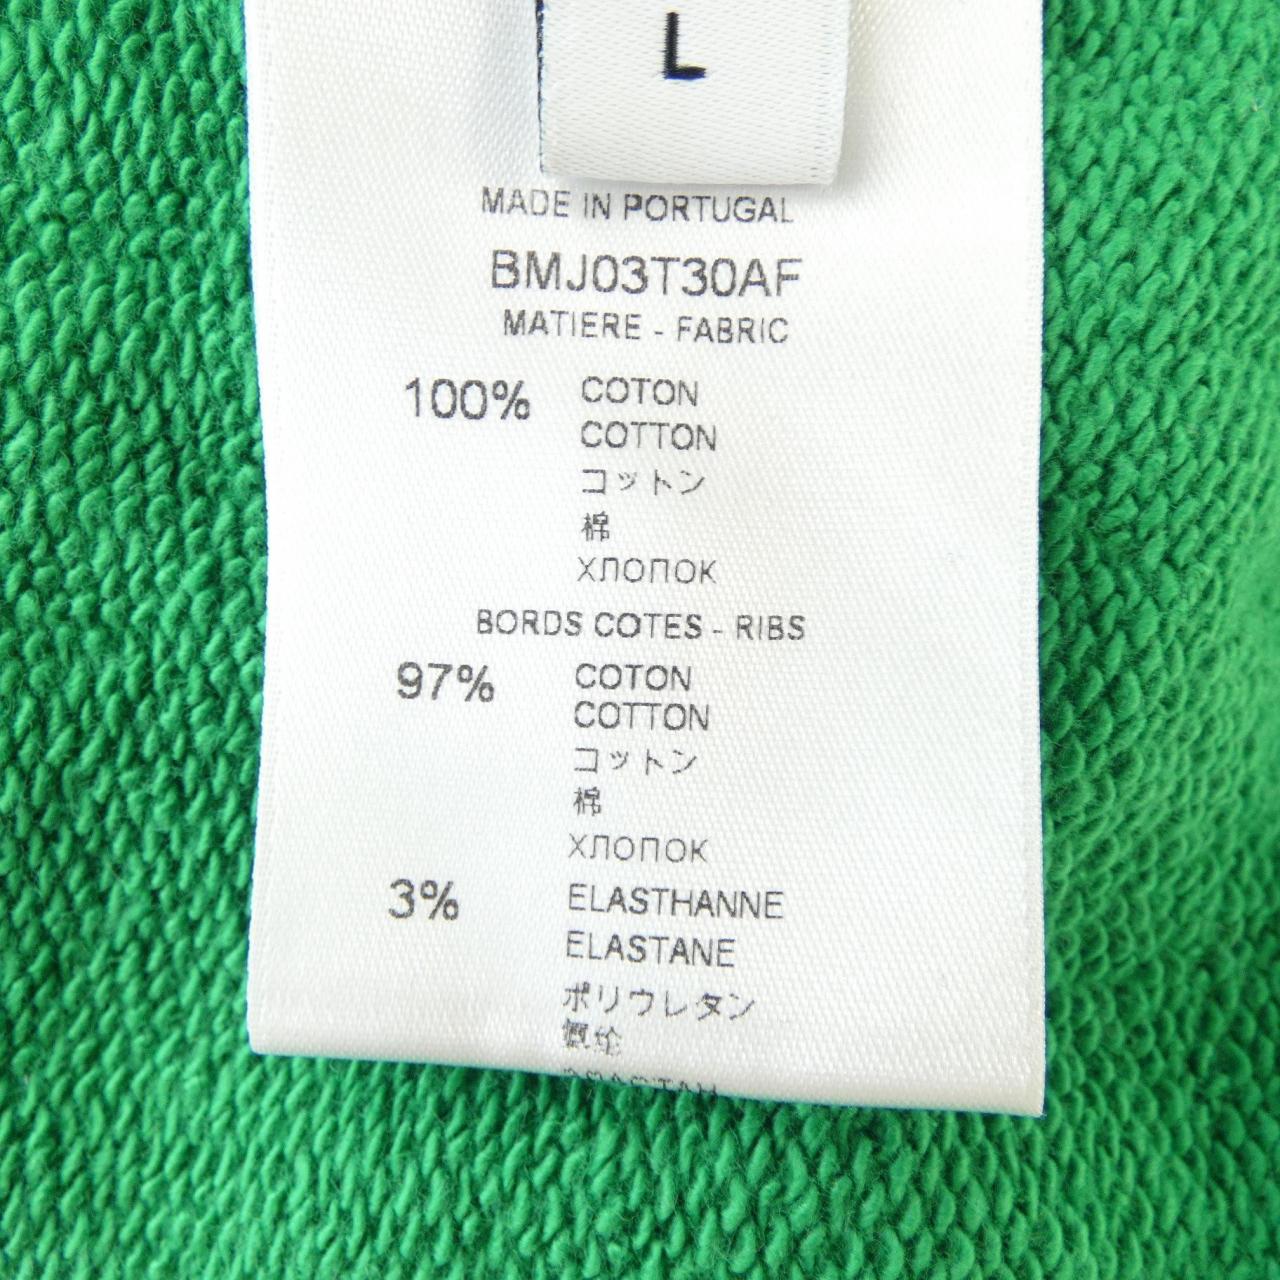 L
MADE IN PORTUGAL
BMJ03T30AF
MATIERE - FABRIC
100% COTON
COTTON
コットン
棉
ХЛОПОК
BORDS COTES - RIBS
97% COTON
COTTON
コットン
棉
ХЛОПОК
3% ELASTHANNE
ELASTANE
ポリウレタン